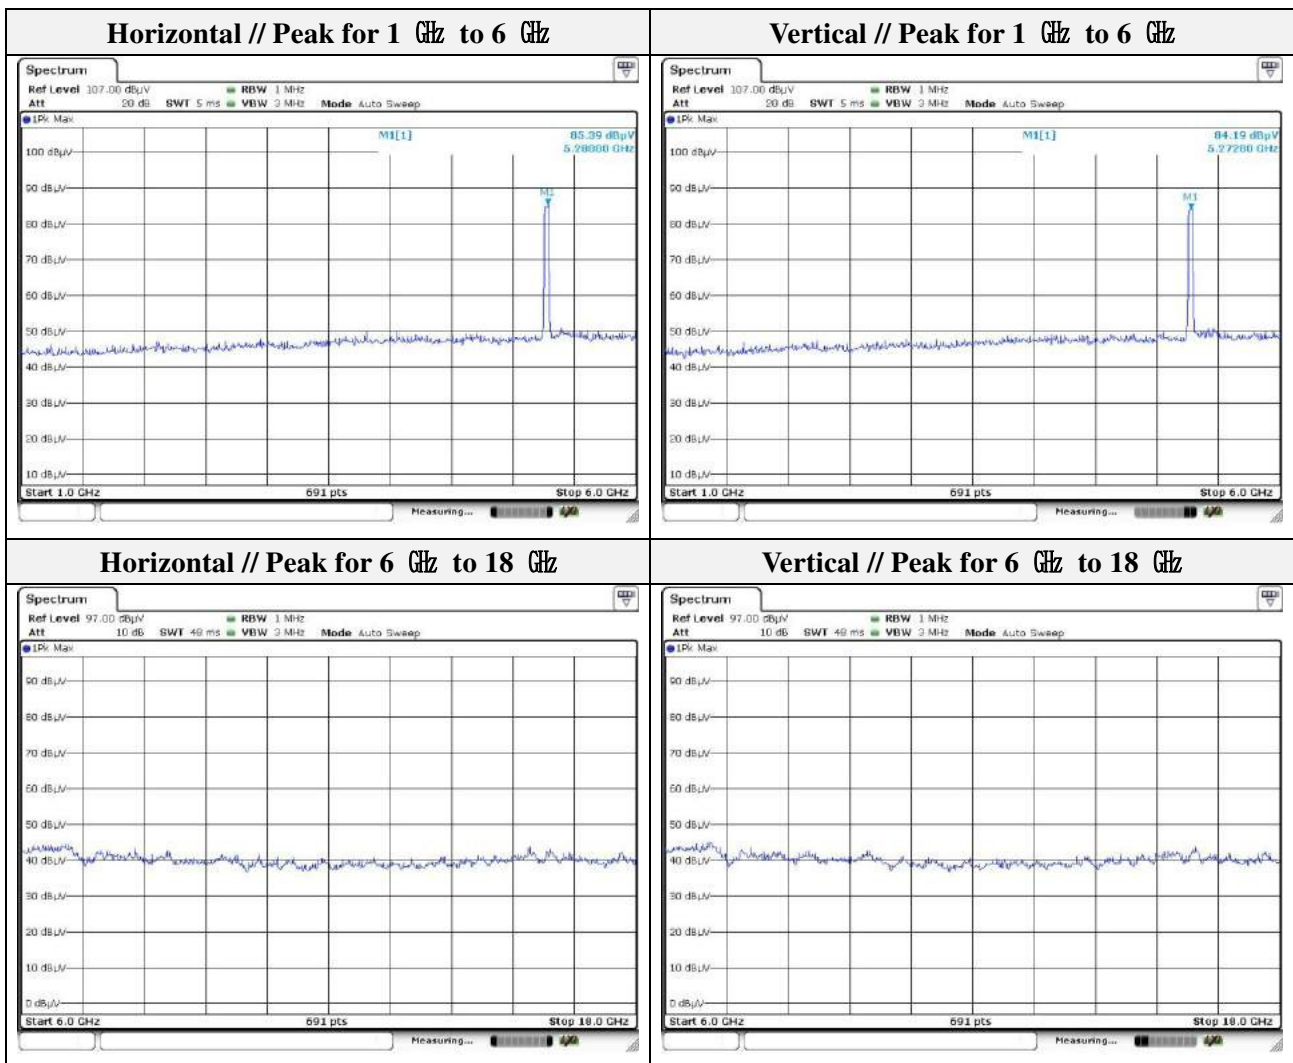 Horizontal // Peak for 1 ㎓ to 6 ㎓
Spectrum
Ref Level 107.00 dBµV RBW 1 MHz
Att 20 dB SWT 5 ms VBW 3 MHz Mode Auto Sweep
1Pk Max
M1[1] 85.39 dBµV
5.28000 GHz
M1
100 dBµV
90 dBµV
80 dBµV
70 dBµV
60 dBµV
50 dBµV
40 dBµV
30 dBµV
20 dBµV
10 dBµV
Start 1.0 GHz 691 pts Stop 6.0 GHz
Measuring...
Vertical // Peak for 1 ㎓ to 6 ㎓
Spectrum
Ref Level 107.00 dBµV RBW 1 MHz
Att 20 dB SWT 5 ms VBW 3 MHz Mode Auto Sweep
1Pk Max
M1[1] 84.19 dBµV
5.27280 GHz
M1
100 dBµV
90 dBµV
80 dBµV
70 dBµV
60 dBµV
50 dBµV
40 dBµV
30 dBµV
20 dBµV
10 dBµV
Start 1.0 GHz 691 pts Stop 6.0 GHz
Measuring...
Horizontal // Peak for 6 ㎓ to 18 ㎓
Spectrum
Ref Level 97.00 dBµV RBW 1 MHz
Att 10 dB SWT 48 ms VBW 3 MHz Mode Auto Sweep
1Pk Max
90 dBµV
80 dBµV
70 dBµV
60 dBµV
50 dBµV
40 dBµV
30 dBµV
20 dBµV
10 dBµV
0 dBµV
Start 6.0 GHz 691 pts Stop 18.0 GHz
Measuring...
Vertical // Peak for 6 ㎓ to 18 ㎓
Spectrum
Ref Level 97.00 dBµV RBW 1 MHz
Att 10 dB SWT 48 ms VBW 3 MHz Mode Auto Sweep
1Pk Max
90 dBµV
80 dBµV
70 dBµV
60 dBµV
50 dBµV
40 dBµV
30 dBµV
20 dBµV
10 dBµV
0 dBµV
Start 6.0 GHz 691 pts Stop 18.0 GHz
Measuring...